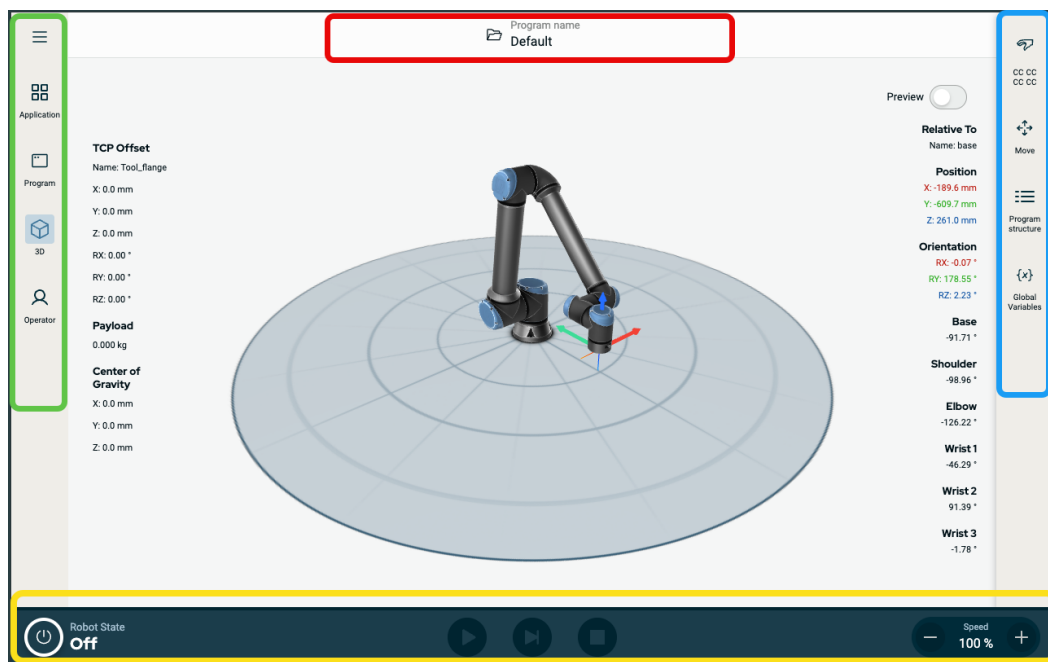 Program name
Default
Application
Program
3D
Operator
TCP Offset
Name: Tool_flange
X: 0.0 mm
Y: 0.0 mm
Z: 0.0 mm
RX: 0.00 °
RY: 0.00 °
RZ: 0.00 °
Payload
0.000 kg
Center of
Gravity
X: 0.0 mm
Y: 0.0 mm
Z: 0.0 mm
Preview
Relative To
Name: base
Position
X: -189.6 mm
Y: -609.7 mm
Z: 261.0 mm
Orientation
RX: -0.07 °
RY: 178.55 °
RZ: 2.23 °
Base
-91.71 °
Shoulder
-98.96 °
Elbow
-126.22 °
Wrist 1
-46.29 °
Wrist 2
91.39 °
Wrist 3
-1.78 °
CC CC
CC CC
Move
Program
structure
{x}
Global
Variables
Robot State
Off
Speed
100 %